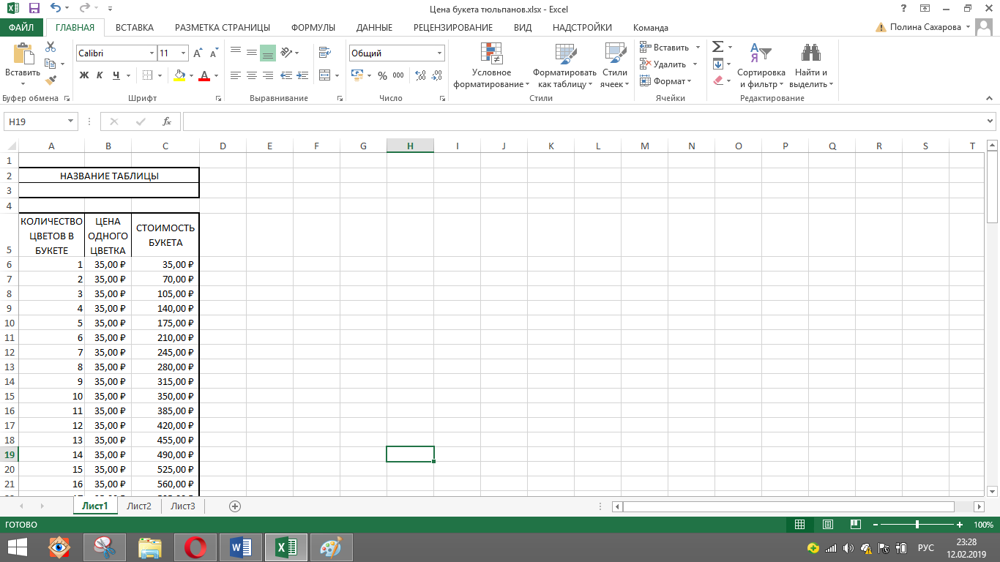 Цена букета тюльпанов.xlsx - Excel
ФАЙЛ ГЛАВНАЯ ВСТАВКА РАЗМЕТКА СТРАНИЦЫ ФОРМУЛЫ ДАННЫЕ РЕЦЕНЗИРОВАНИЕ ВИД НАДСТРОЙКИ Команда Полина Сахарова
Вставить
Calibri 11
Ж К Ч
Общий
% 000
Условное форматирование
Форматировать как таблицу
Стили ячеек
Вставить
Удалить
Формат
Сортировка и фильтр
Найти и выделить
Буфер обмена Шрифт Выравнивание Число Стили Ячейки Редактирование
H19 fx
A B C D E F G H I J K L M N O P Q R S T
1
2 НАЗВАНИЕ ТАБЛИЦЫ
3
4
5 КОЛИЧЕСТВО ЦВЕТОВ В БУКЕТЕ ЦЕНА ОДНОГО ЦВЕТКА СТОИМОСТЬ БУКЕТА
6 1 35,00 ₽ 35,00 ₽
7 2 35,00 ₽ 70,00 ₽
8 3 35,00 ₽ 105,00 ₽
9 4 35,00 ₽ 140,00 ₽
10 5 35,00 ₽ 175,00 ₽
11 6 35,00 ₽ 210,00 ₽
12 7 35,00 ₽ 245,00 ₽
13 8 35,00 ₽ 280,00 ₽
14 9 35,00 ₽ 315,00 ₽
15 10 35,00 ₽ 350,00 ₽
16 11 35,00 ₽ 385,00 ₽
17 12 35,00 ₽ 420,00 ₽
18 13 35,00 ₽ 455,00 ₽
19 14 35,00 ₽ 490,00 ₽
20 15 35,00 ₽ 525,00 ₽
21 16 35,00 ₽ 560,00 ₽
Лист1 Лист2 Лист3
ГОТОВО 100%
РУС 23:28
12.02.2019